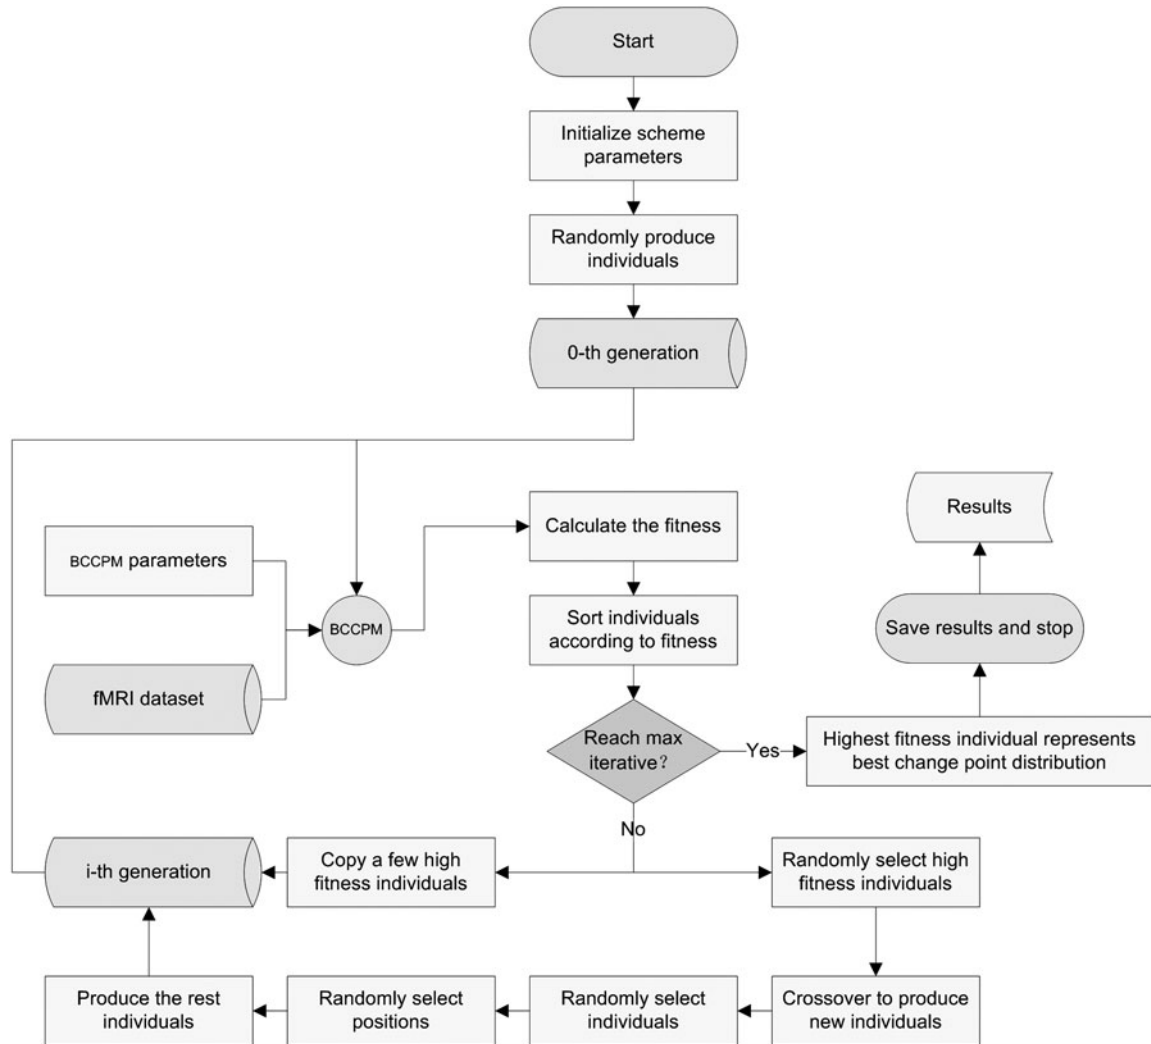 Start
Initialize scheme
parameters
Randomly produce
individuals
0-th generation
Results
Calculate the fitness
BCCPM parameters
BCCPM
Sort individuals
according to fitness
Save results and stop
fMRI dataset
Reach max
iterative?
Yes
Highest fitness individual represents
best change point distribution
No
i-th generation
Copy a few high
fitness individuals
Randomly select high
fitness individuals
Produce the rest
individuals
Randomly select
positions
Randomly select
individuals
Crossover to produce
new individuals